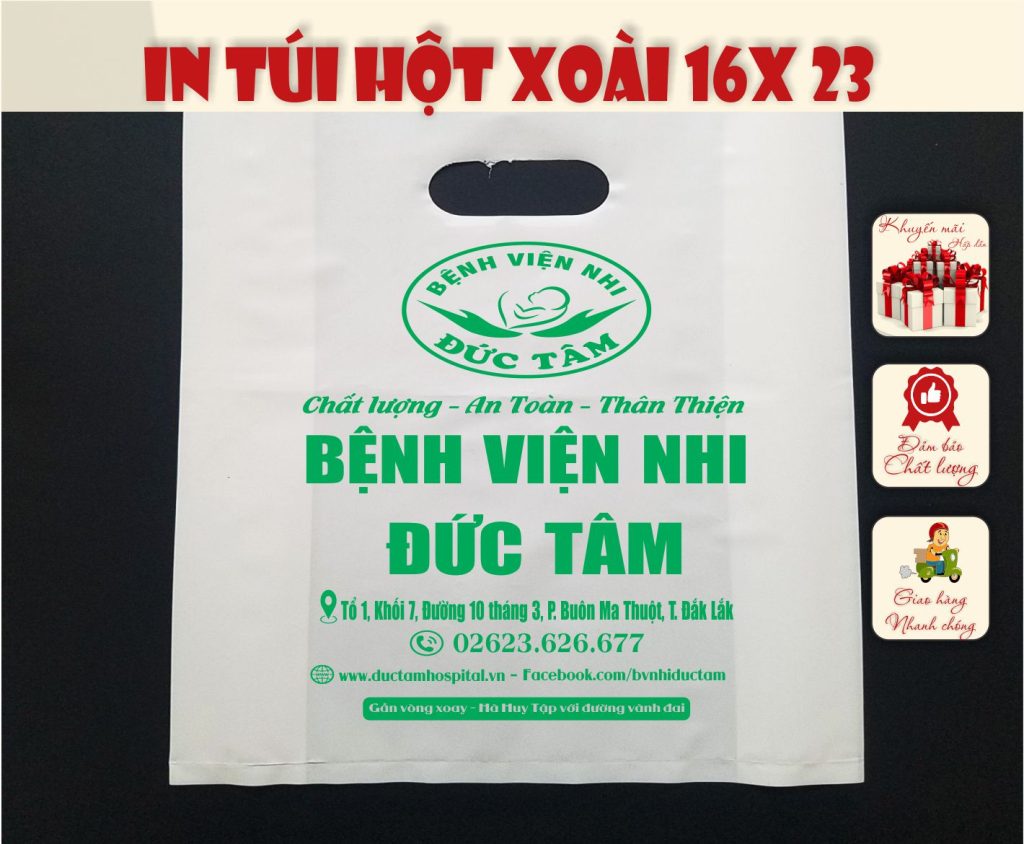 IN TÚI HỘT XOÀI 16X 23
BỆNH VIỆN NHI
ĐỨC TÂM
Chất lượng - An Toàn - Thân Thiện
BỆNH VIỆN NHI
ĐỨC TÂM
Tổ 1, Khối 7, Đường 10 tháng 3, P. Buôn Ma Thuột, T. Đắk Lắk
02623.626.677
www.ductamhospital.vn - Facebook.com/bvnhiductam
Gần vòng xoay - Hà Huy Tập với đường vành đai
Khuyến mãi
Hấp dẫn
Đảm bảo
Chất lượng
Giao hàng
Nhanh chóng